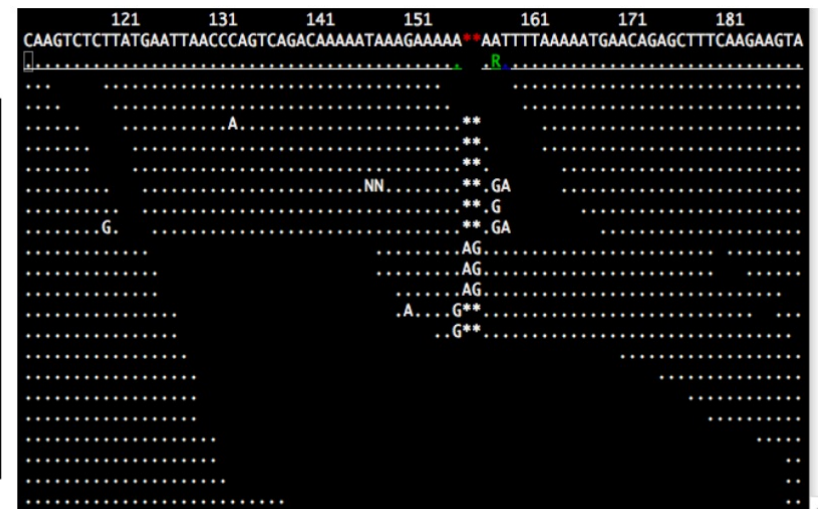 121 131 141 151 161 171 181
CAAGTCTCTTATGAATTAACCCAGTCAGACAAAAATAAAGAAAAA**AATTTTAAAAATGAACAGAGCTTTCAAGAAGTA
R
A **
**
**
NN ** GA
** G
G ** GA
AG
AG
AG
A G**
G**